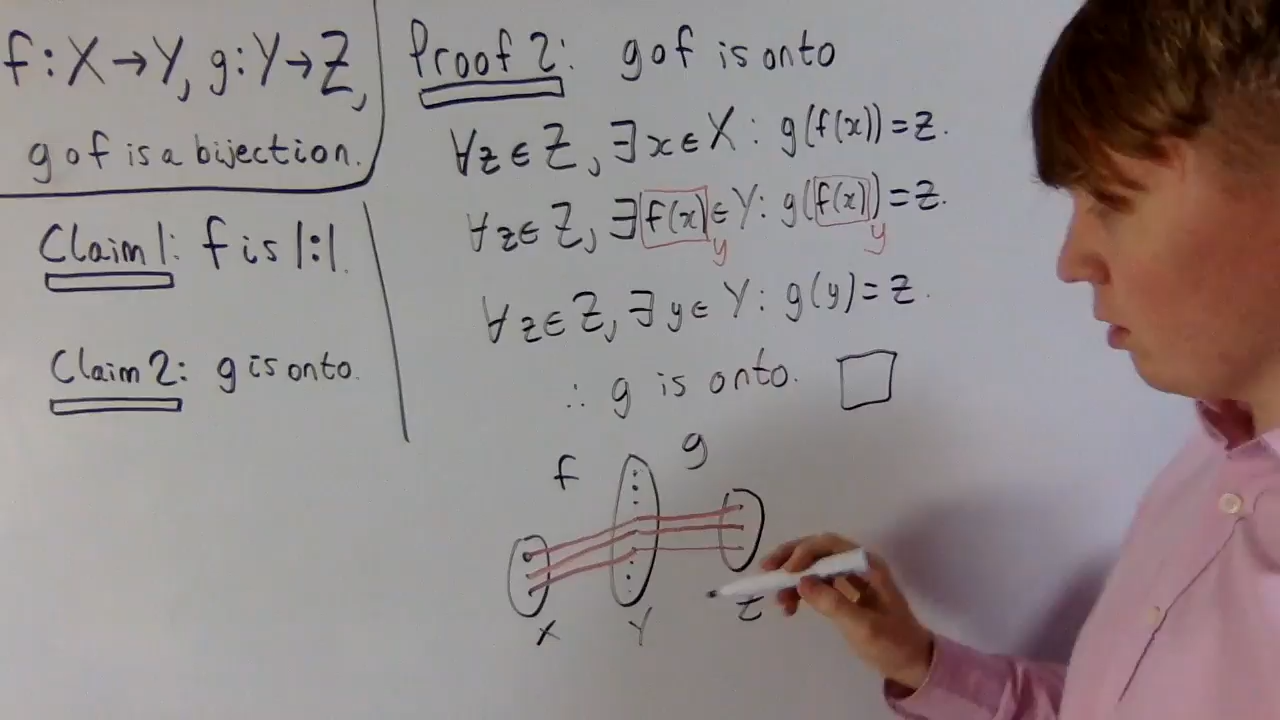 f : X → Y, g : Y → Z,
g o f is a bijection.
Claim 1: f is 1:1.
Claim 2: g is onto.
Proof 2: g o f is onto
∀z ∈ Z, ∃x ∈ X : g(f(x)) = z.
∀z ∈ Z, ∃ f(x) ∈ Y : g(f(x)) = z.
y y
∀z ∈ Z, ∃ y ∈ Y : g(y) = z.
∴ g is onto. □
f g
X Y Z